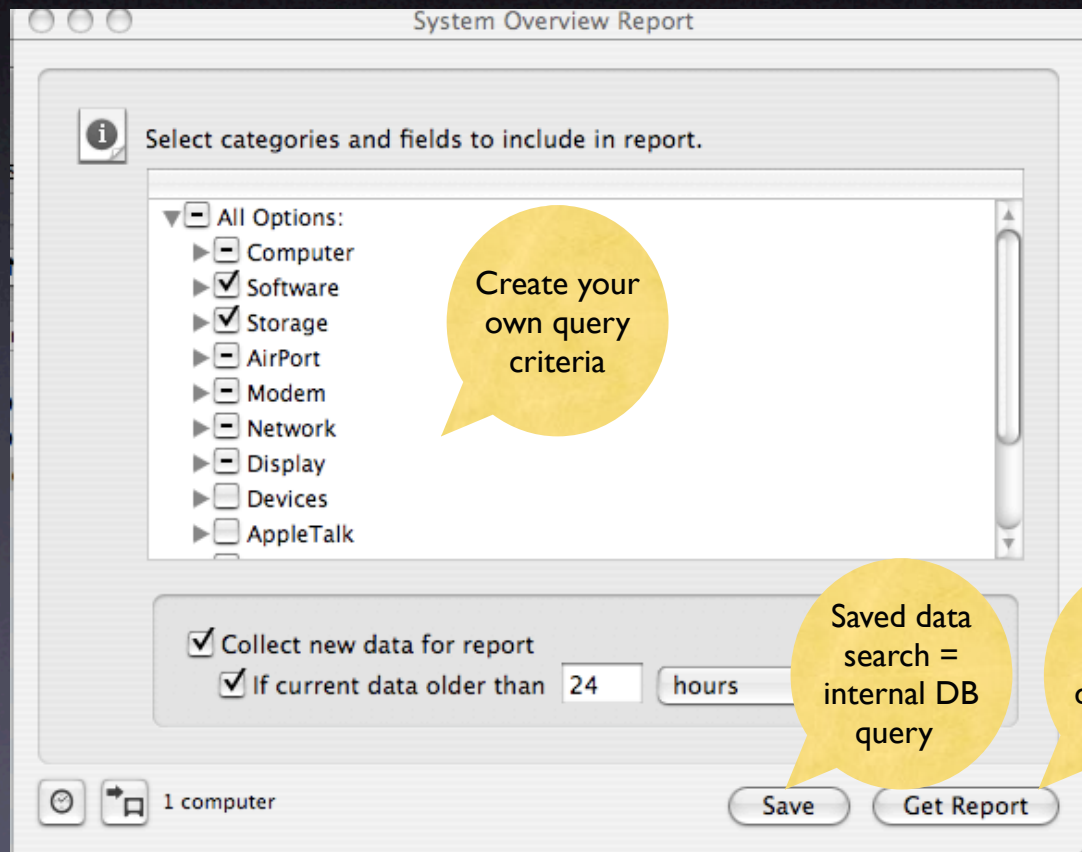 System Overview Report
Select categories and fields to include in report.
All Options:
Computer
Software
Storage
AirPort
Modem
Network
Display
Devices
AppleTalk
Create your
own query
criteria
Collect new data for report
If current data older than 24 hours
Saved data
search =
internal DB
query
1 computer
Save
Get Report